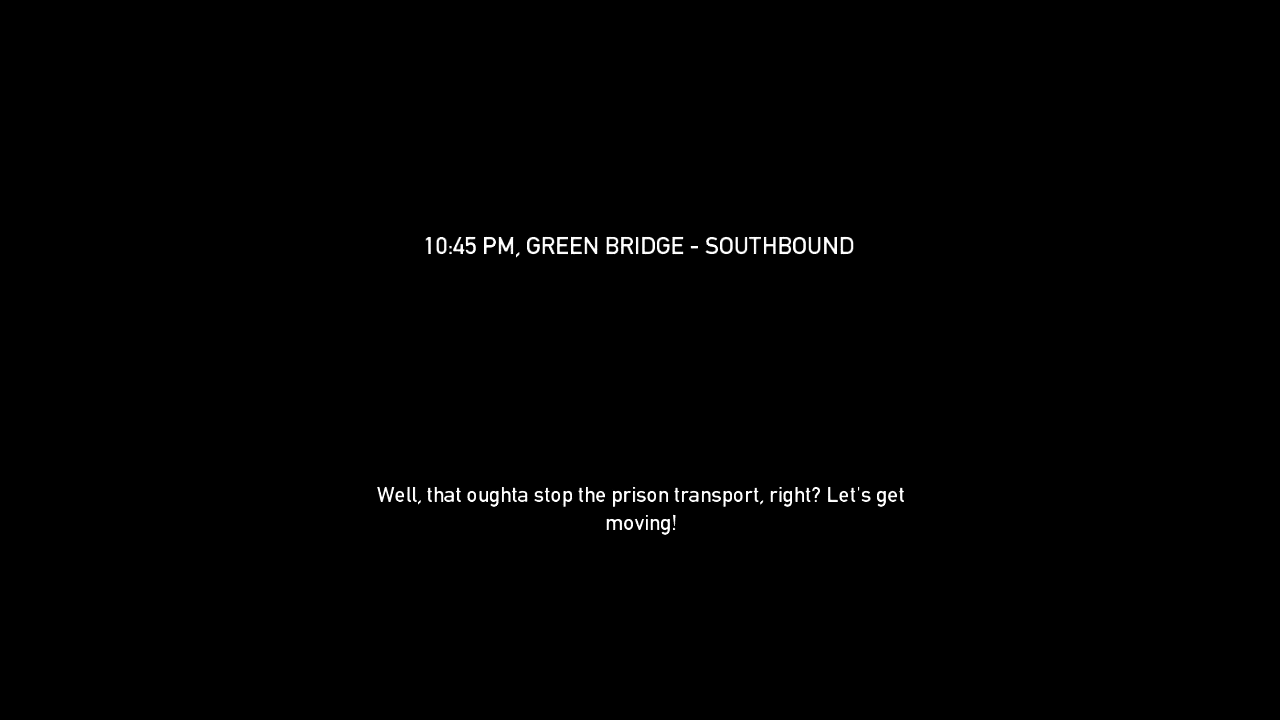 10:45 PM, GREEN BRIDGE - SOUTHBOUND
Well, that oughta stop the prison transport, right? Let's get
moving!